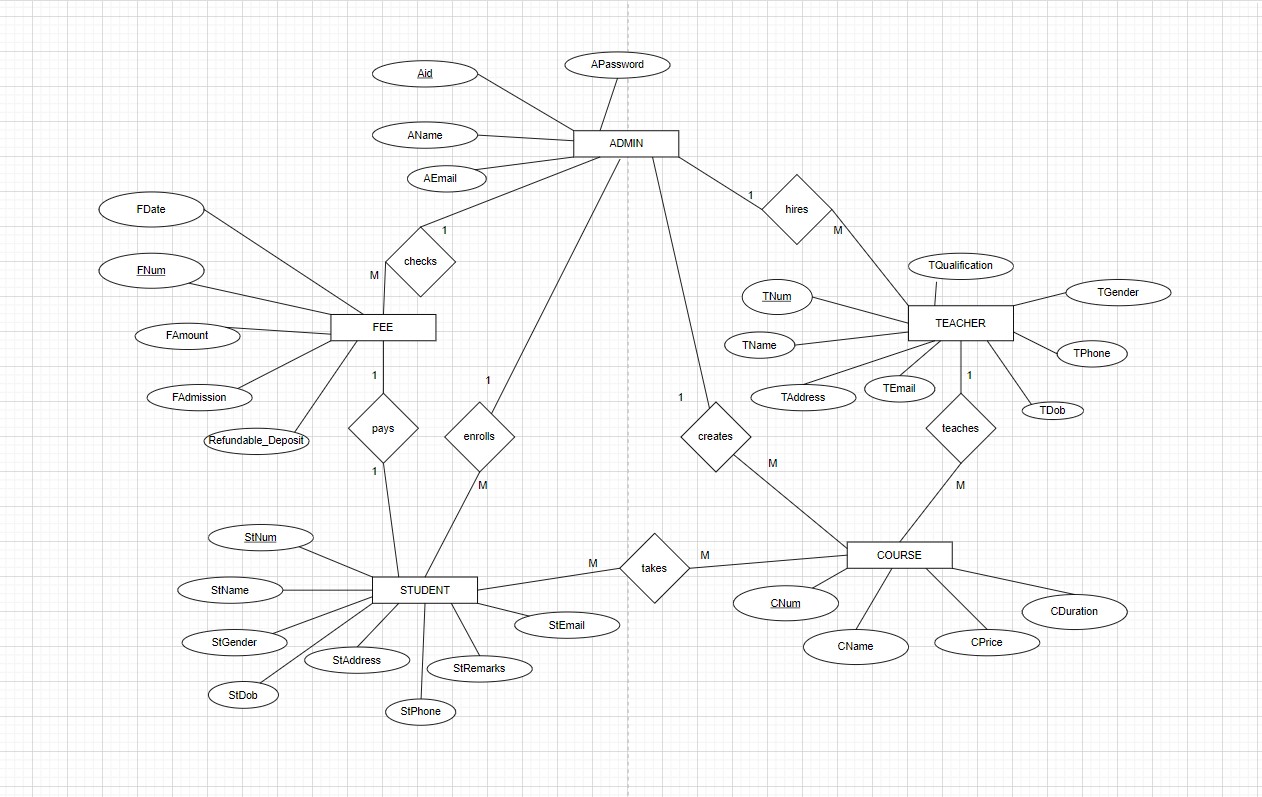 APassword
Aid
AName
ADMIN
AEmail
1
hires
M
FDate
1
checks
M
FNum
TQualification
TGender
TNum
FEE
TEACHER
FAmount
TName
TPhone
1
1
TEmail
1
TAddress
FAdmission
TDob
Refundable_Deposit
pays
enrolls
creates
teaches
1
M
M
M
StNum
M
takes
M
COURSE
StName
STUDENT
CNum
CDuration
StEmail
StGender
CName
CPrice
StAddress
StRemarks
StDob
StPhone